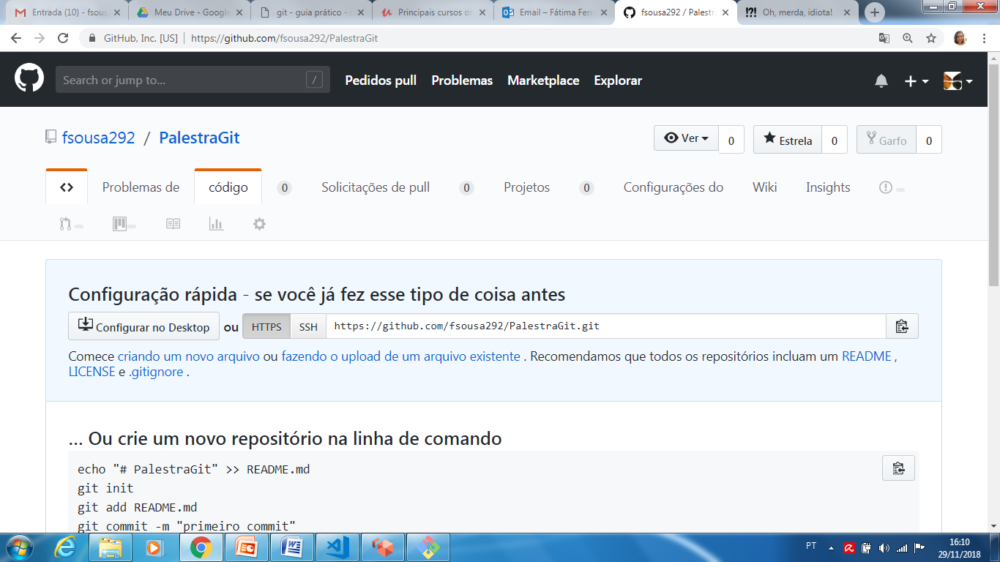 Entrada (10) - fsous
Meu Drive - Google
git - guia prático -
Principais cursos on
Email – Fátima Ferr
fsousa292 / Palestr
Oh, merda, idiota!
GitHub, Inc. [US] | https://github.com/fsousa292/PalestraGit
Search or jump to... /
Pedidos pull Problemas Marketplace Explorar
fsousa292 / PalestraGit
Ver 0 Estrela 0 Garfo 0
Problemas de código 0 Solicitações de pull 0 Projetos 0 Configurações do Wiki Insights
Configuração rápida - se você já fez esse tipo de coisa antes
Configurar no Desktop ou HTTPS SSH https://github.com/fsousa292/PalestraGit.git
Comece criando um novo arquivo ou fazendo o upload de um arquivo existente . Recomendamos que todos os repositórios incluam um README ,
LICENSE e .gitignore .
... Ou crie um novo repositório na linha de comando
echo "# PalestraGit" >> README.md
git init
git add README.md
git commit -m "primeiro commit"
PT
16:10
29/11/2018